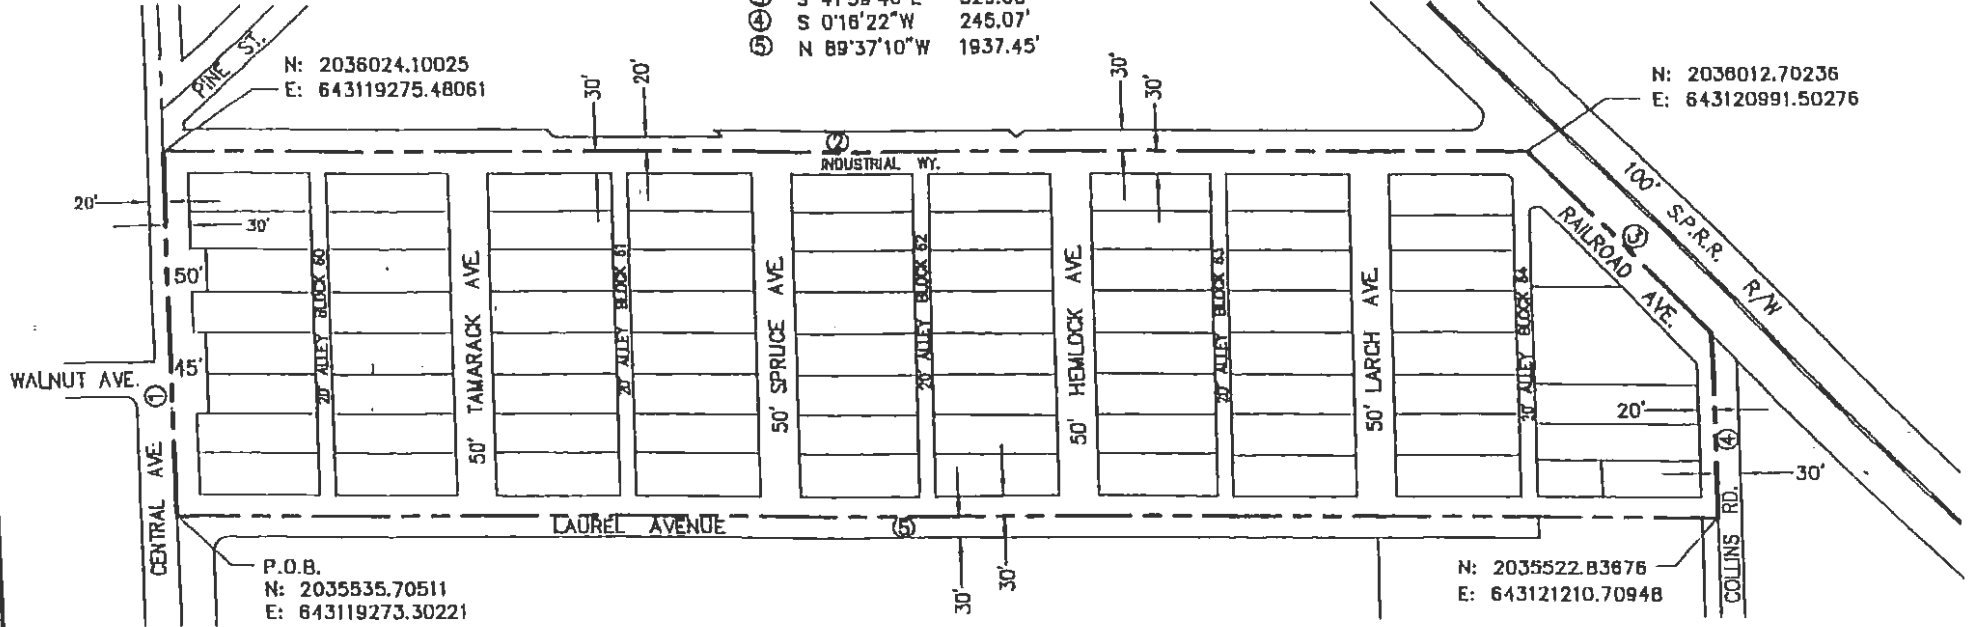 ④ S 0°16'22"W 245.07'
⑤ N 89°37'10"W 1937.45'
PINE ST.
N: 2036024.10025
E: 643119275.48061
30'
20'
30'
30'
N: 2036012.70236
E: 643120991.50276
②
INDUSTRIAL WY.
100' S.P.R.R. R/W
20'
30'
RAILROAD AVE.
③
50'
45'
WALNUT AVE.
①
CENTRAL AVE.
20' ALLEY BLOCK 60
50' TAMARACK AVE.
20' ALLEY BLOCK 61
50' SPRUCE AVE.
20' ALLEY BLOCK 62
50' HEMLOCK AVE.
20' ALLEY BLOCK 63
50' LARCH AVE.
20' ALLEY BLOCK 64
20'
④
30'
COLLINS RD.
LAUREL AVENUE
⑤
30'
30'
P.O.B.
N: 2035535.70511
E: 643119273.30221
N: 2035522.83676
E: 643121210.70948